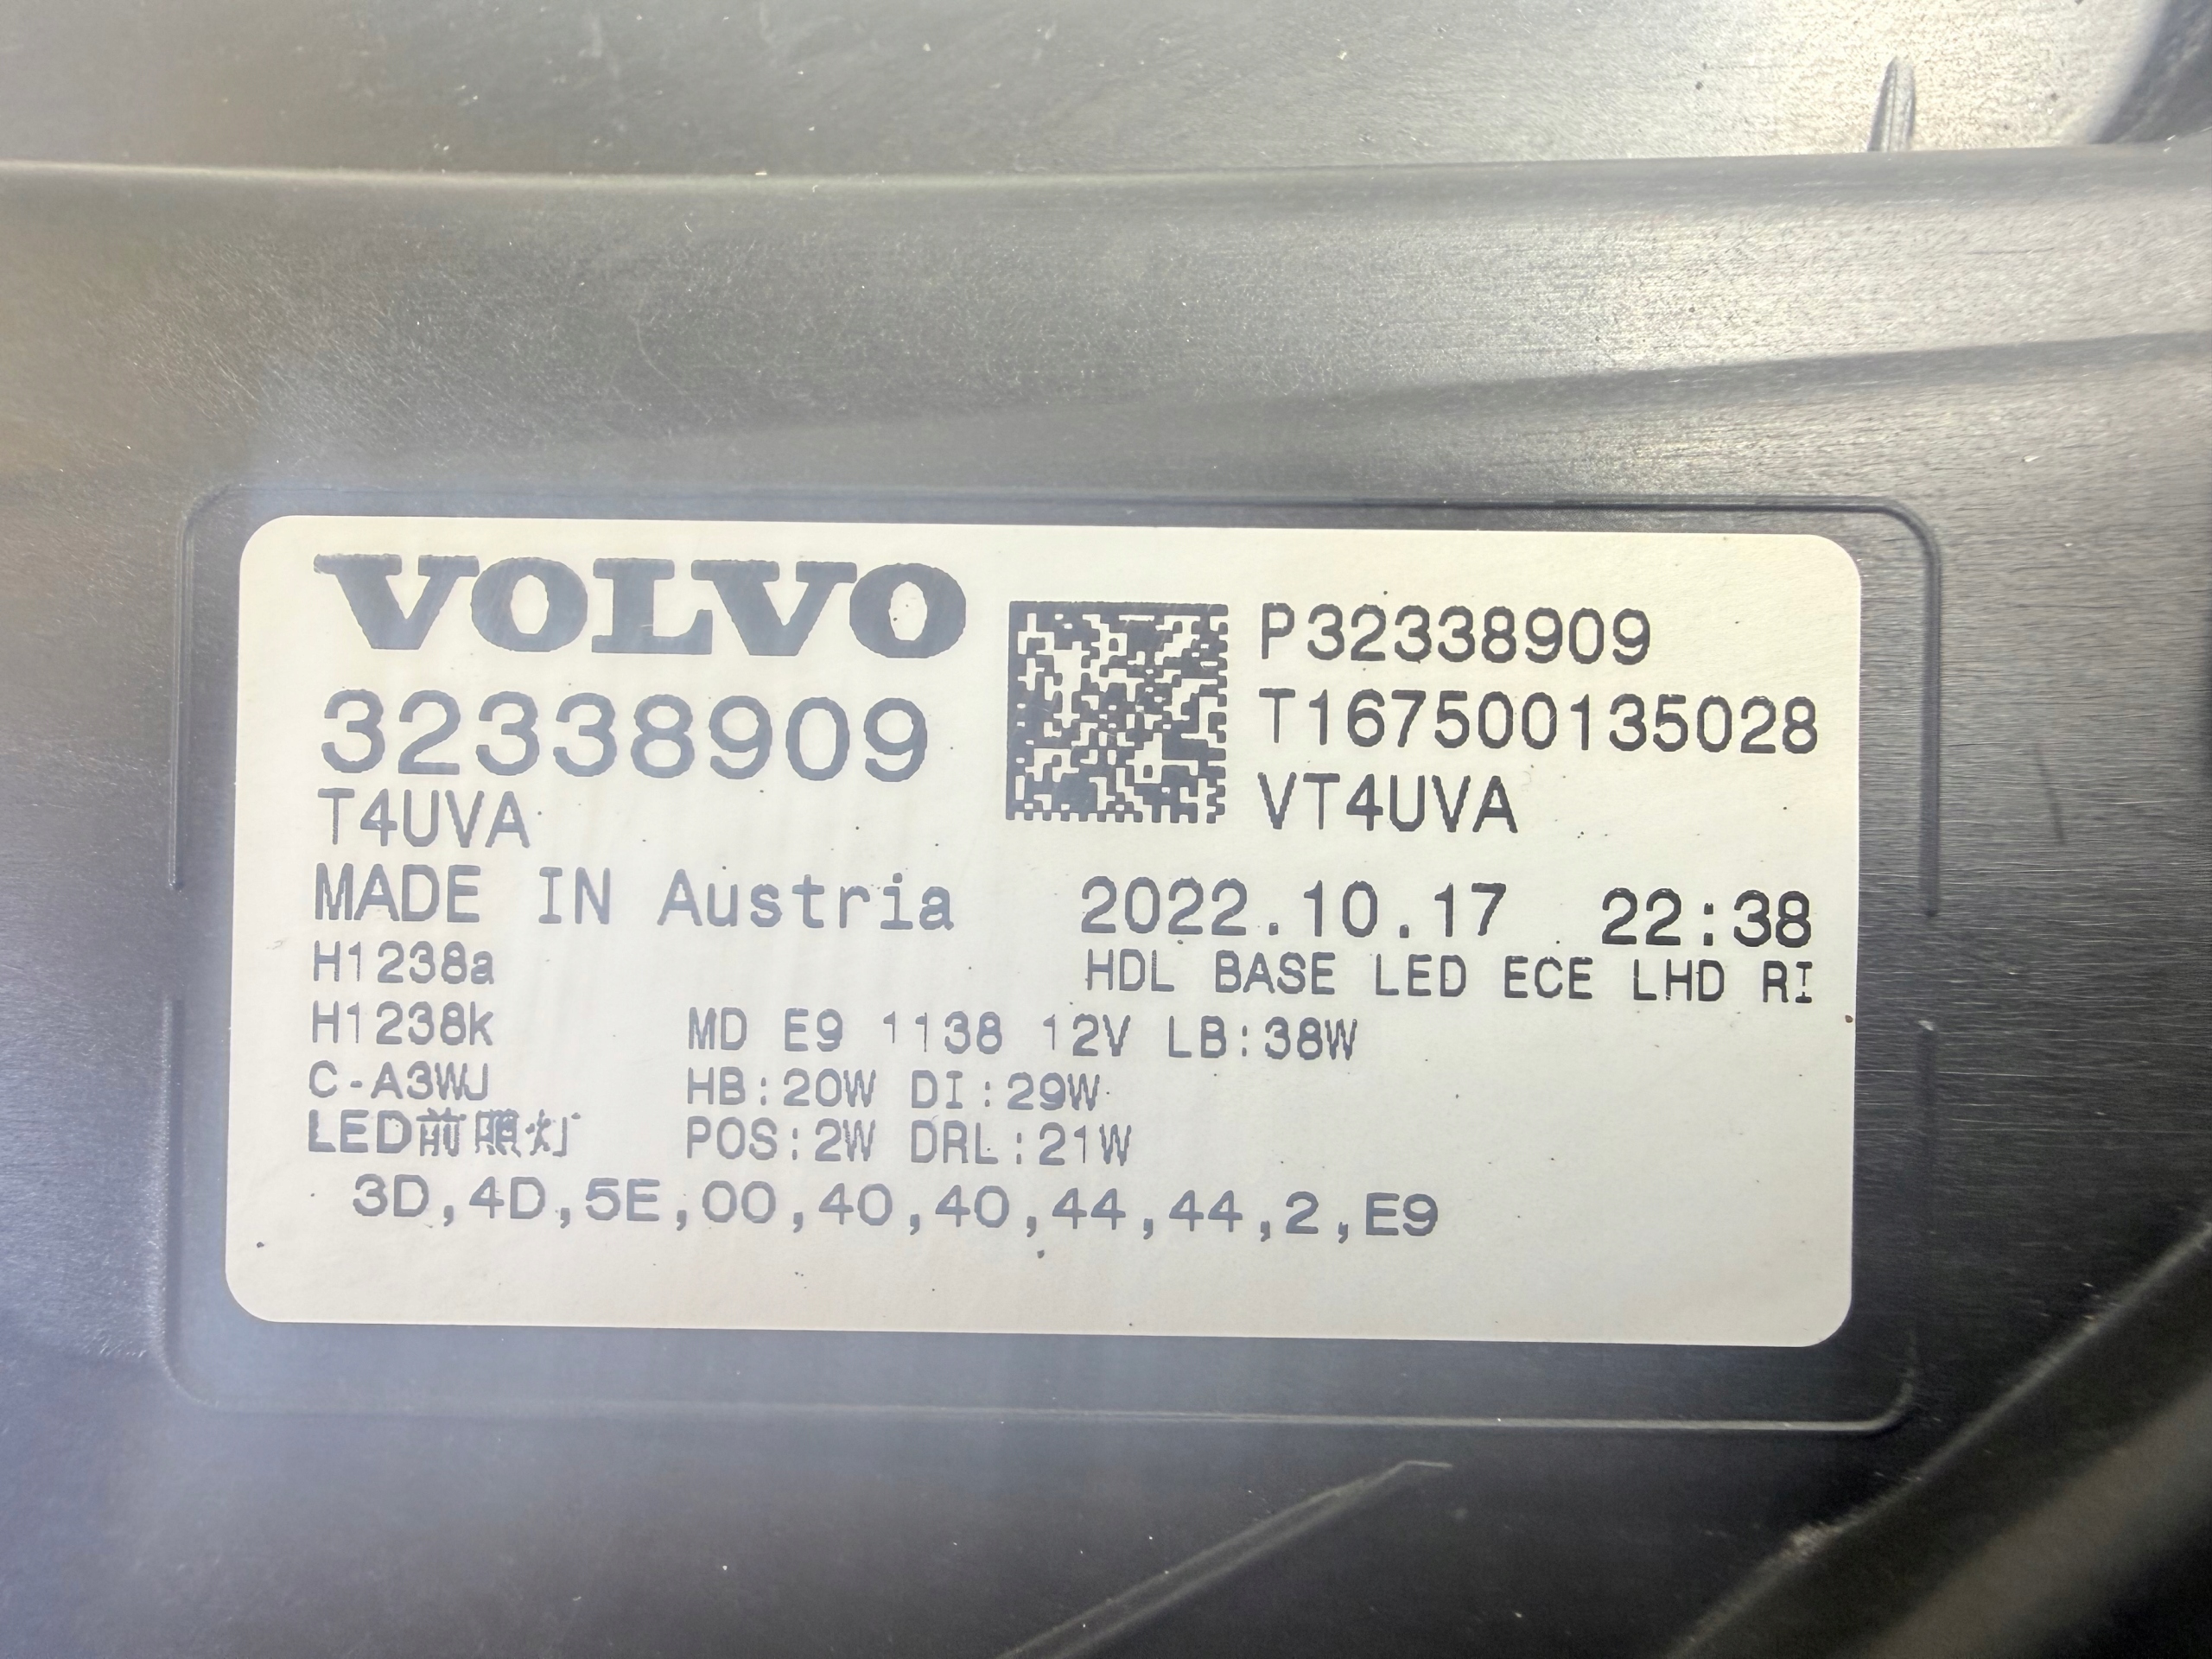 VOLVO
32338909
T4UVA
P32338909
T167500135028
VT4UVA
MADE IN Austria 2022.10.17 22:38
H1238a HDL BASE LED ECE LHD RI
H1238k MD E9 1138 12V LB:38W
C-A3WJ HB:20W DI:29W
LED前照灯 POS:2W DRL:21W
3D,4D,5E,00,40,40,44,44,2,E9